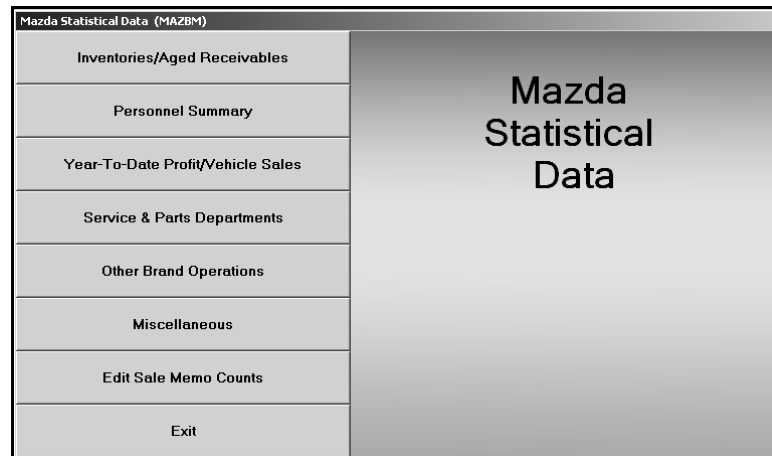 Mazda Statistical Data (MAZBM)
Inventories/Aged Receivables
Personnel Summary
Year-To-Date Profit/Vehicle Sales
Service & Parts Departments
Other Brand Operations
Miscellaneous
Edit Sale Memo Counts
Exit
Mazda
Statistical
Data